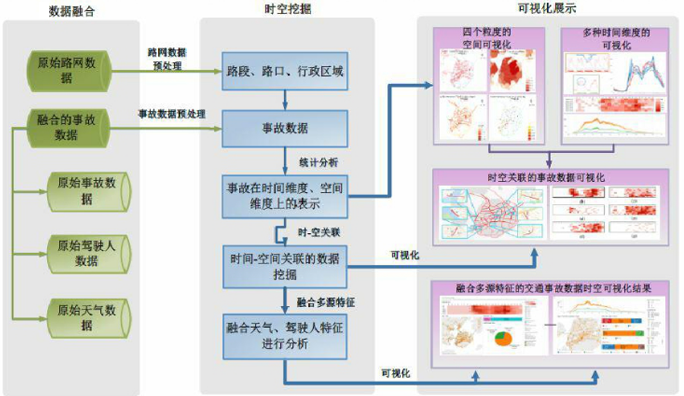 数据融合
时空挖掘
可视化展示
原始路网数
据
路网数据
预处理
路段、路口、行政区域
融合的事故
数据
事故数据预处理
事故数据
统计分析
原始事故数
据
事故在时间维度、空间
维度上的表示
时-空关联
原始驾驶人
数据
时间-空间关联的数据
挖掘
可视化
融合多源特征
原始天气数
据
融合天气、驾驶人特征
进行分析
可视化
四个粒度的
空间可视化
多种时间维度的
可视化
时空关联的事故数据可视化
融合多源特征的交通事故数据时空可视化结果